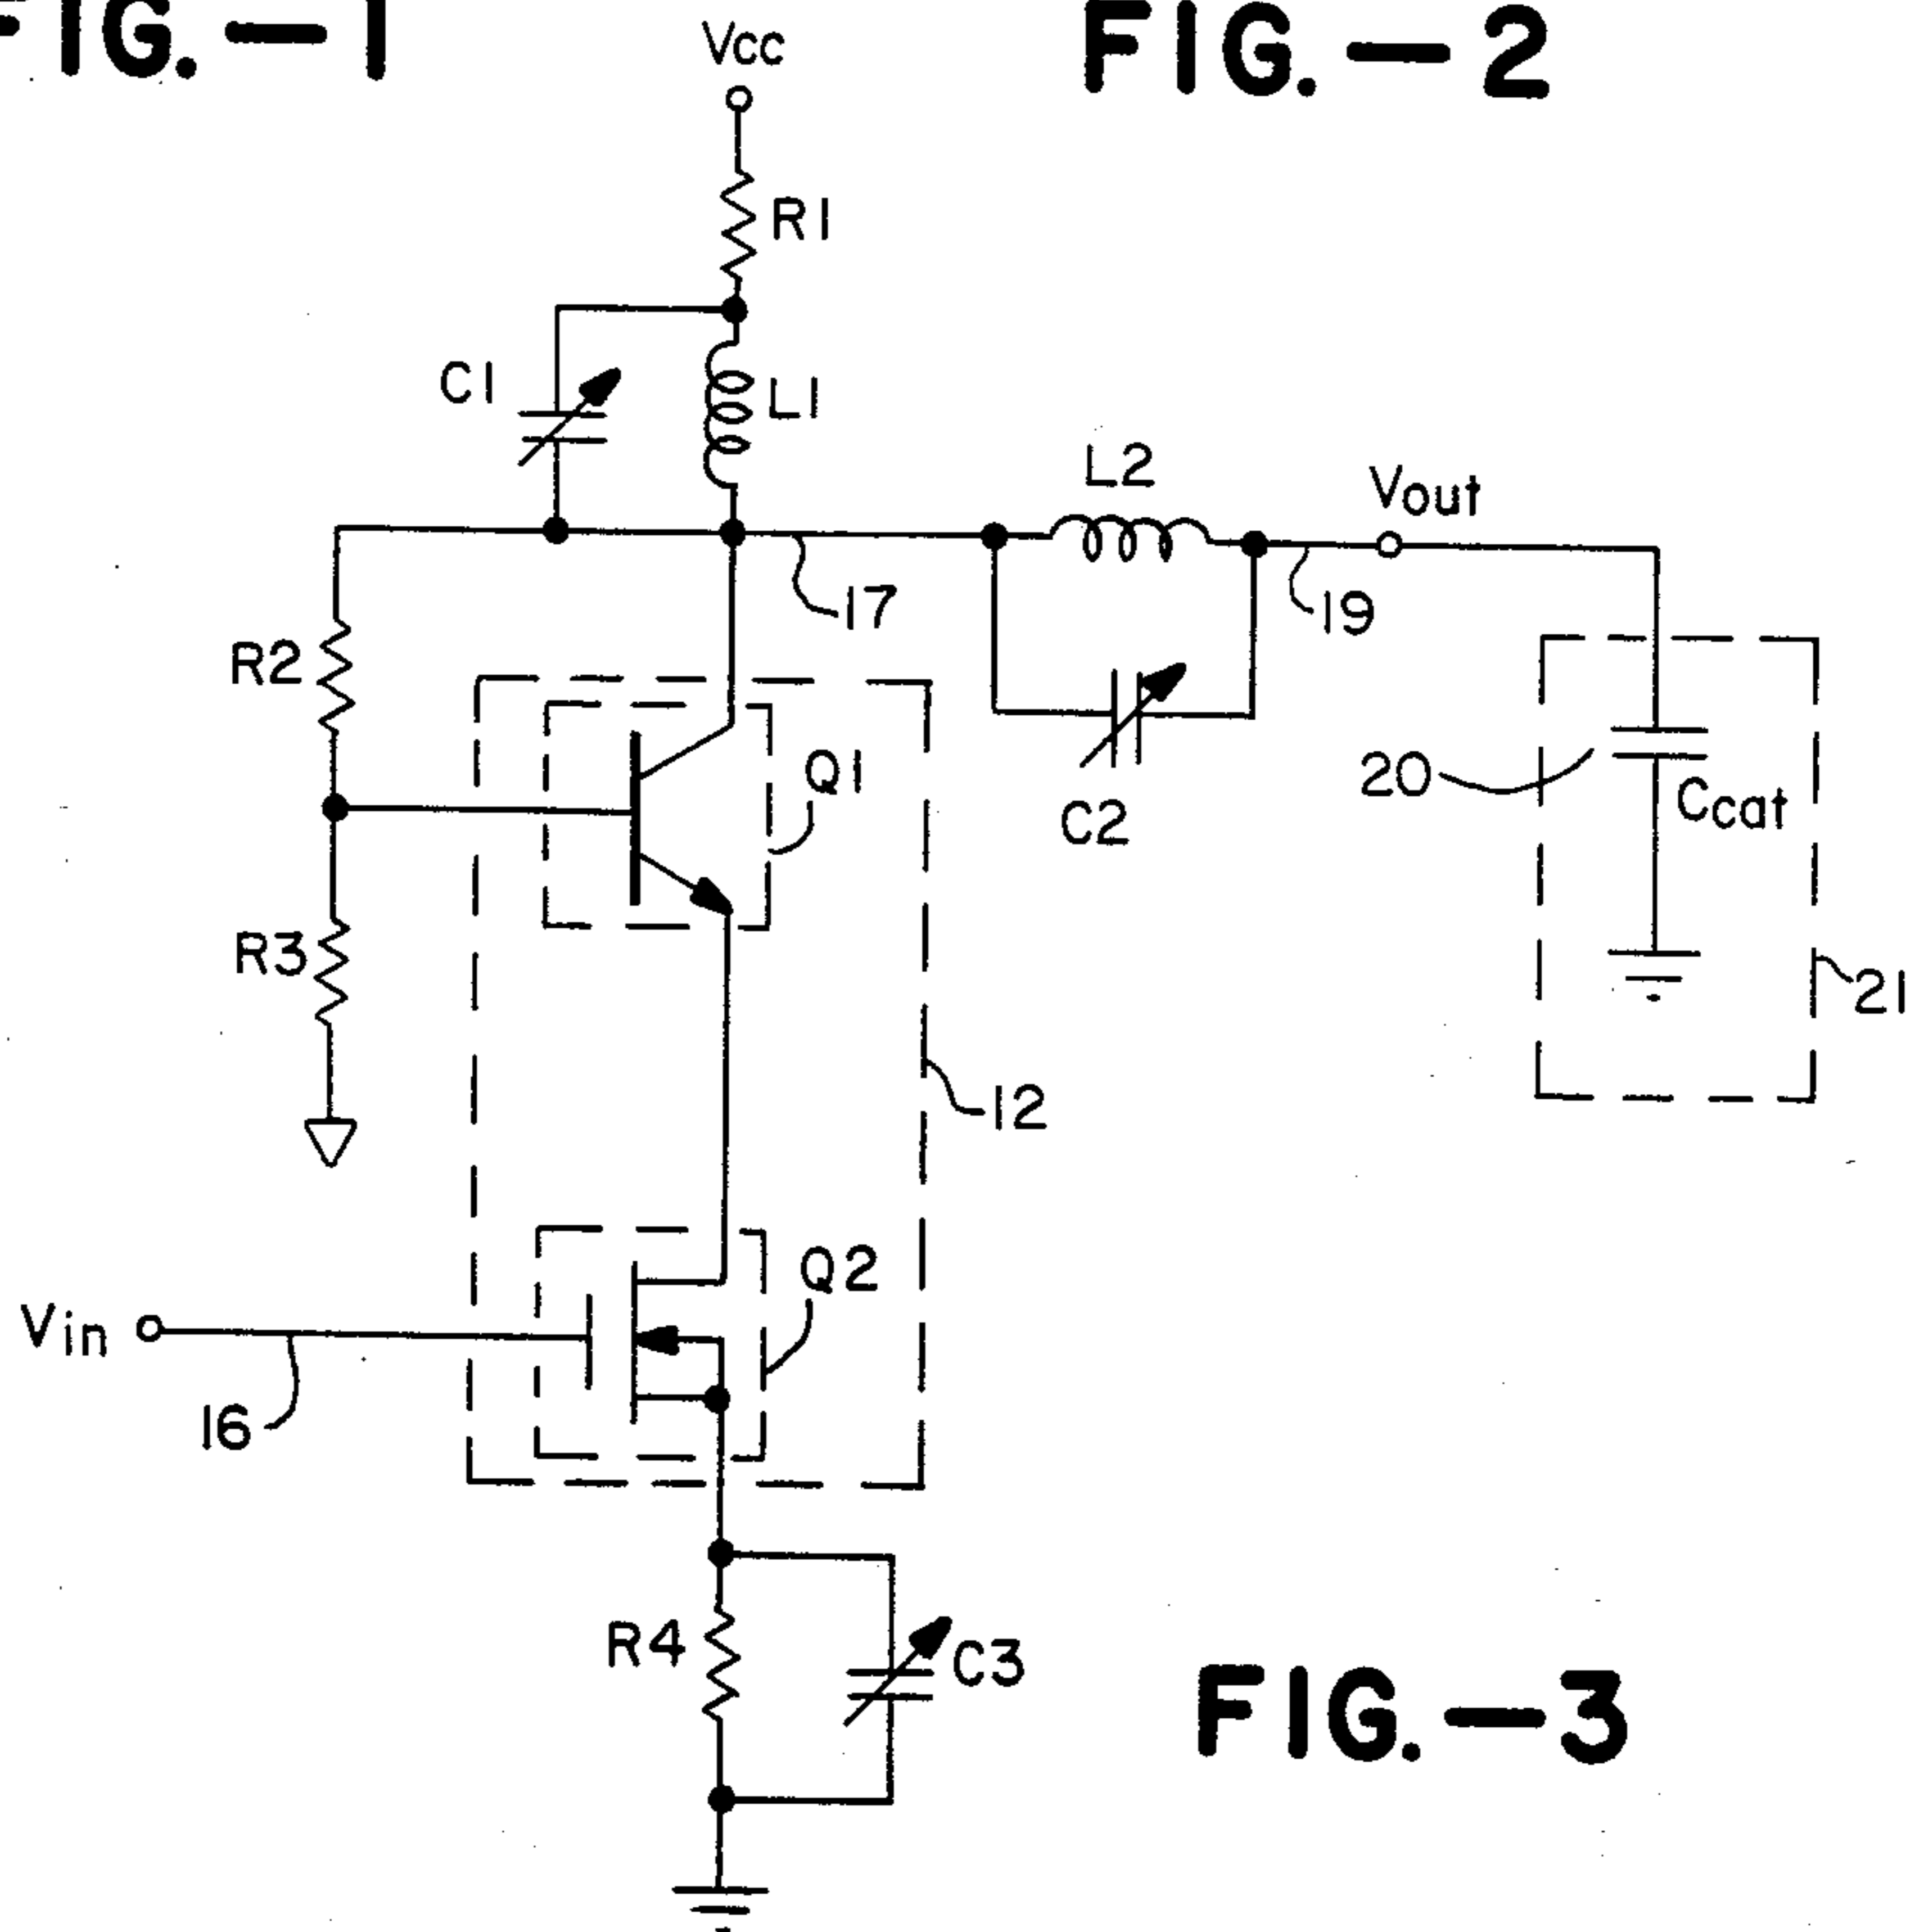 FIG.-1
FIG.-2
Vcc
R1
C1
L1
L2
Vout
17
19
R2
Q1
20
Ccat
C2
R3
21
12
Q2
Vin
16
R4
C3
FIG.-3